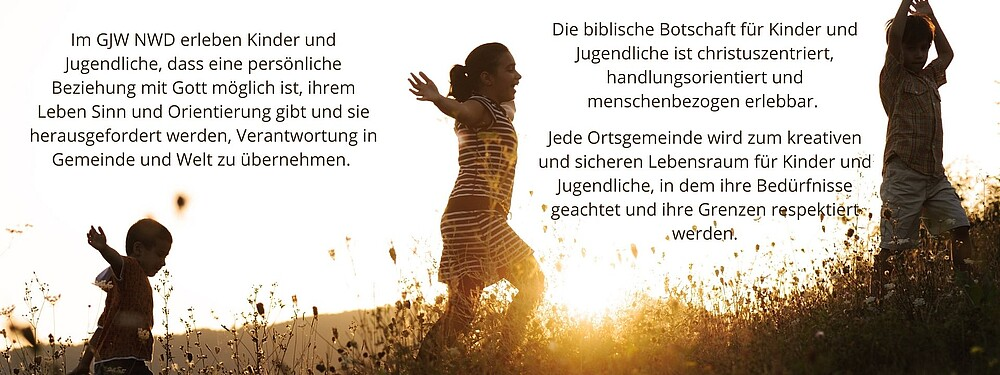 Im GJW NWD erleben Kinder und
Jugendliche, dass eine persönliche
Beziehung mit Gott möglich ist, ihrem
Leben Sinn und Orientierung gibt und sie
herausgefordert werden, Verantwortung in
Gemeinde und Welt zu übernehmen.
Die biblische Botschaft für Kinder und
Jugendliche ist christuszentriert,
handlungsorientiert und
menschenbezogen erlebbar.
Jede Ortsgemeinde wird zum kreativen
und sicheren Lebensraum für Kinder und
Jugendliche, in dem ihre Bedürfnisse
geachtet und ihre Grenzen respektiert
werden.